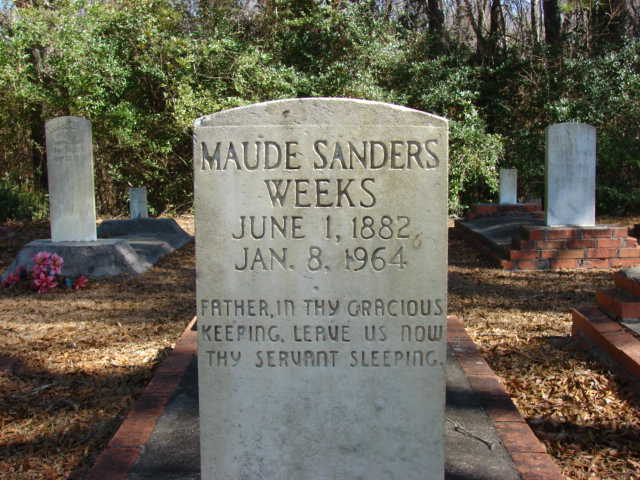 MAUDE SANDERS
WEEKS
JUNE 1, 1882
JAN. 8, 1964
FATHER, IN THY GRACIOUS
KEEPING, LEAVE US NOW
THY SERVANT SLEEPING.